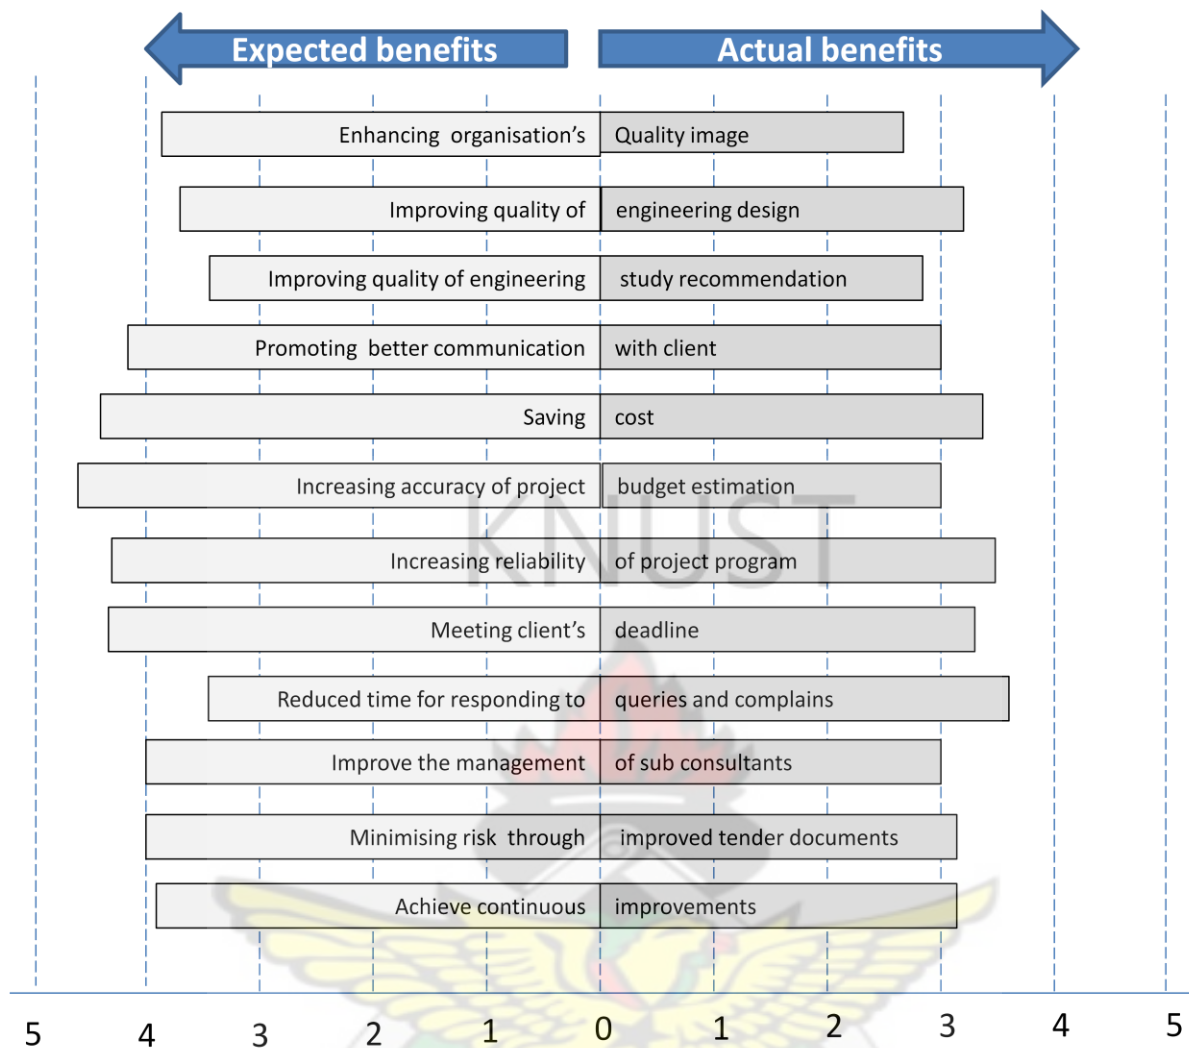 Expected benefits Actual benefits
Enhancing organisation's Quality image
Improving quality of engineering design
Improving quality of engineering study recommendation
Promoting better communication with client
Saving cost
Increasing accuracy of project budget estimation
KNUST
Increasing reliability of project program
Meeting client's deadline
Reduced time for responding to queries and complains
Improve the management of sub consultants
Minimising risk through improved tender documents
Achieve continuous improvements
5 4 3 2 1 0 1 2 3 4 5